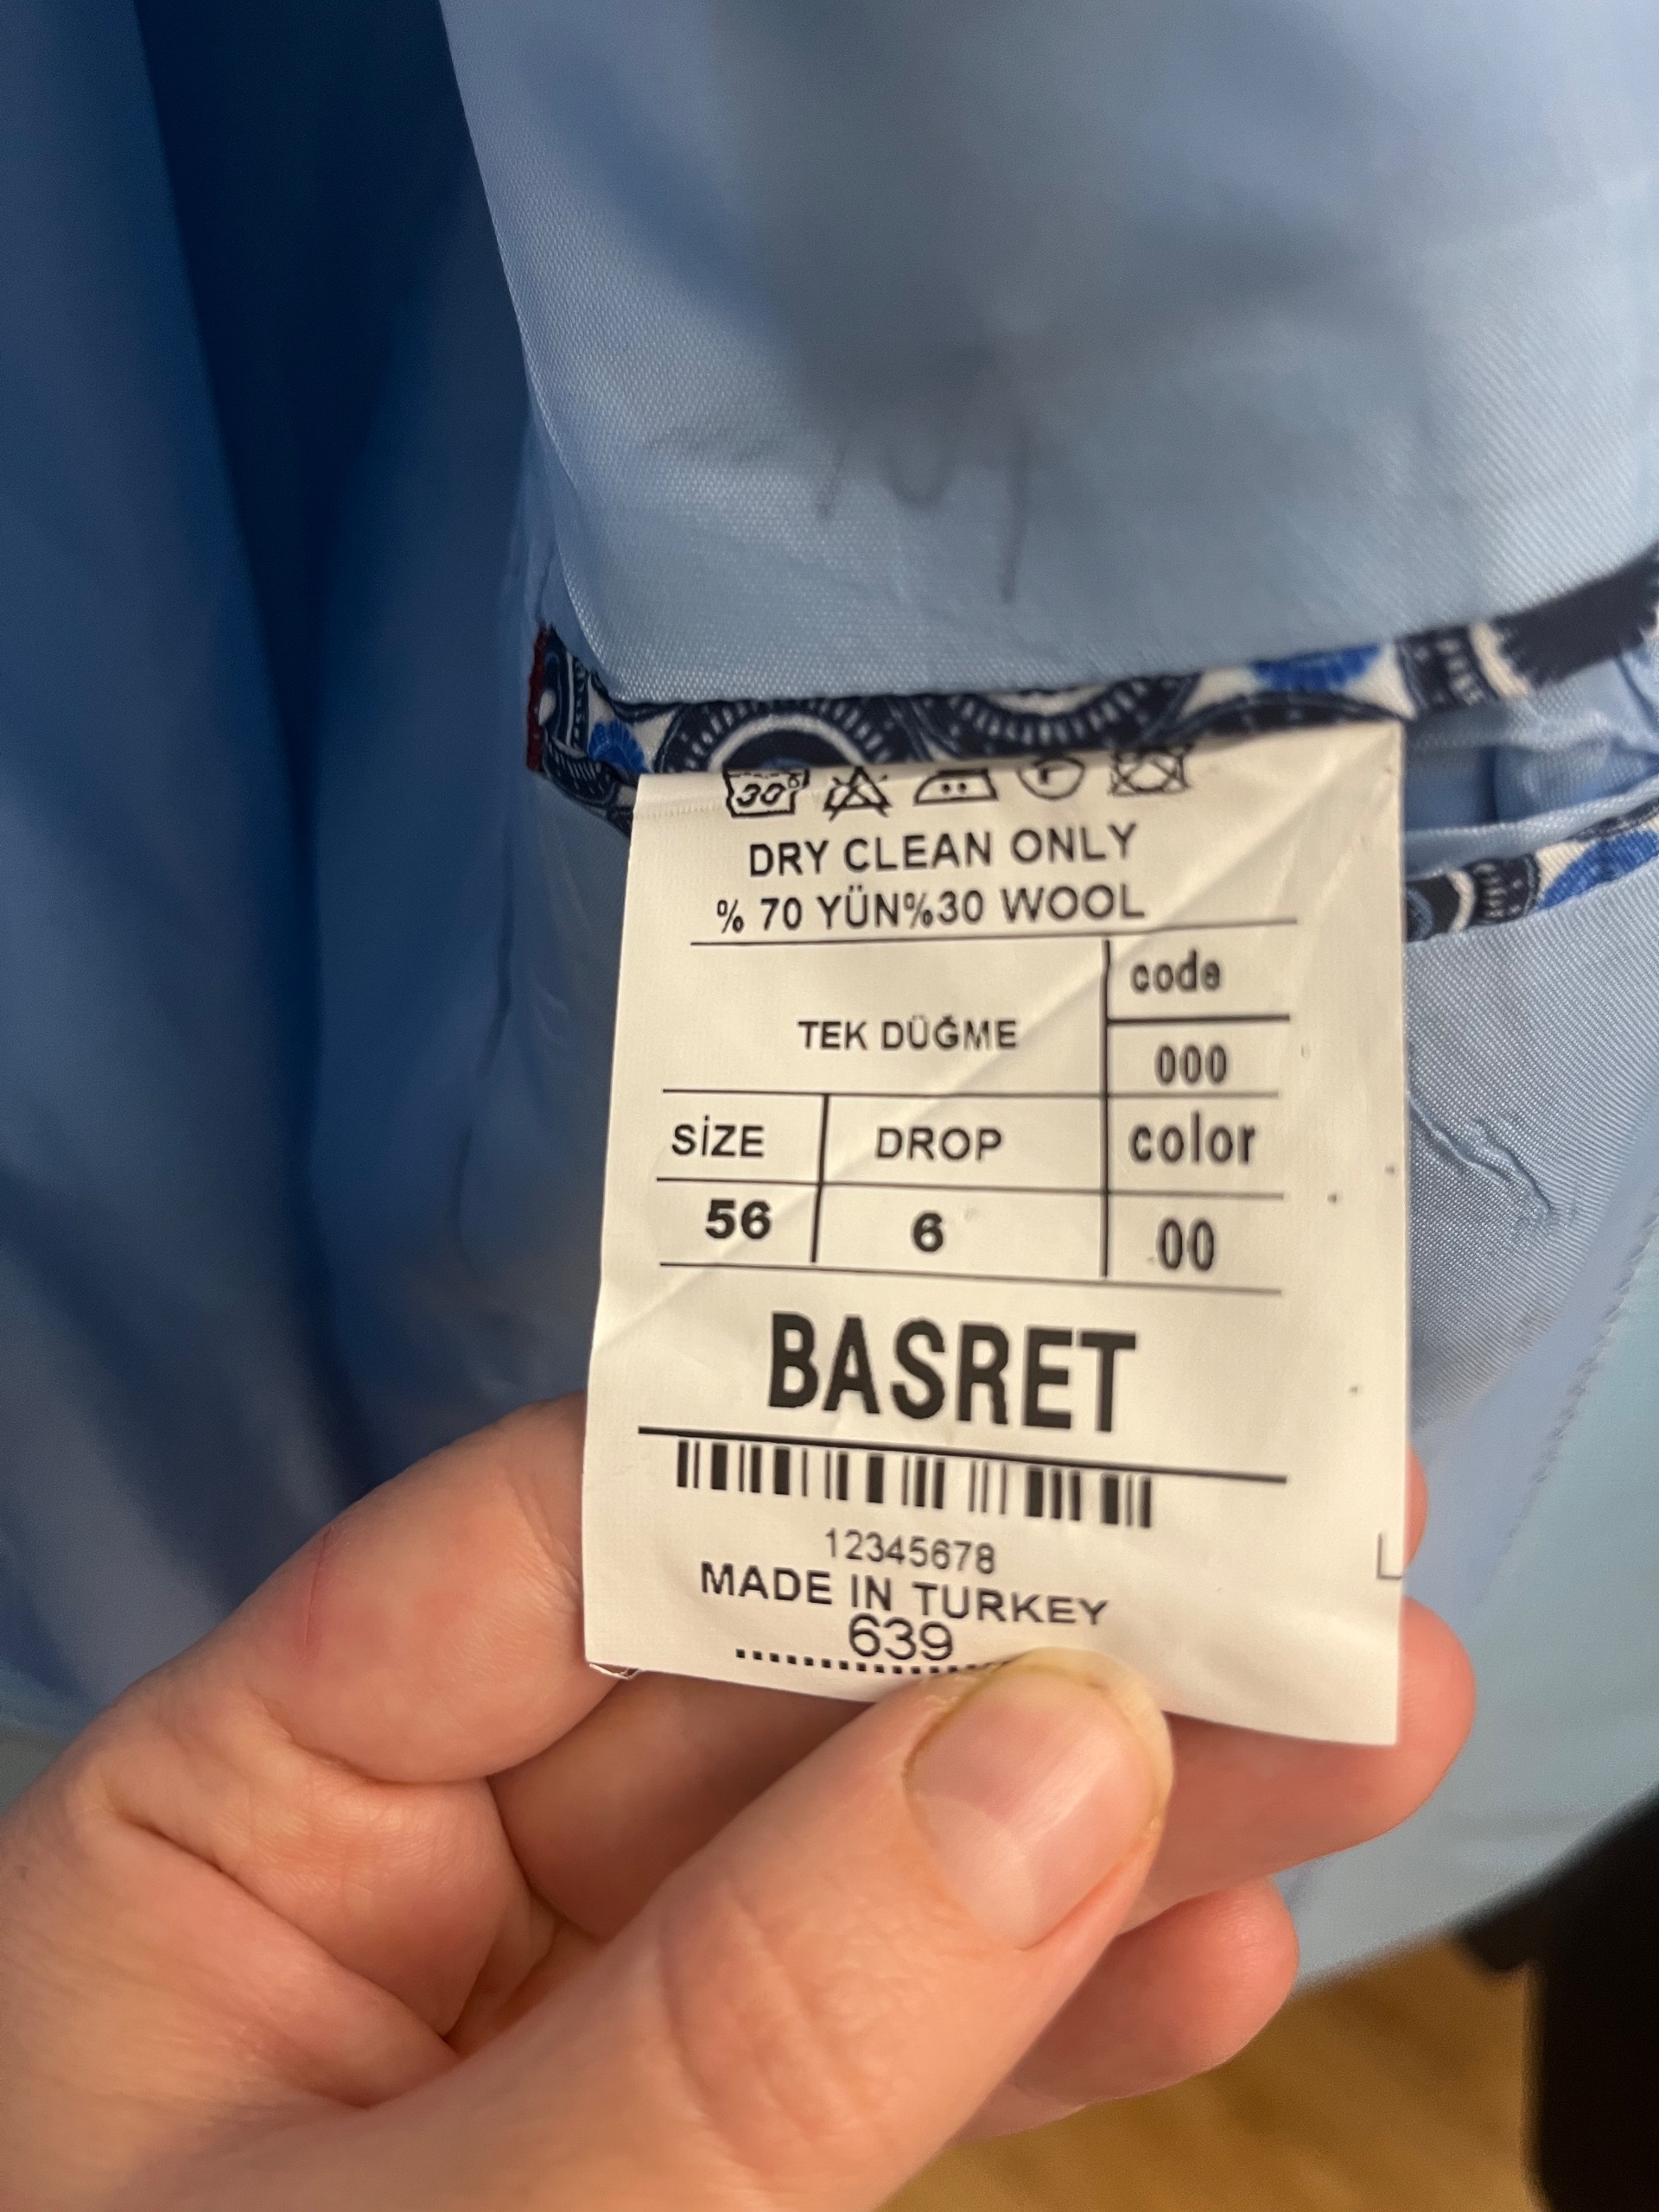 30°
DRY CLEAN ONLY
% 70 YÜN%30 WOOL
TEK DÜĞME
code
000
SİZE
DROP
color
56
6
00
BASRET
12345678
MADE IN TURKEY
639